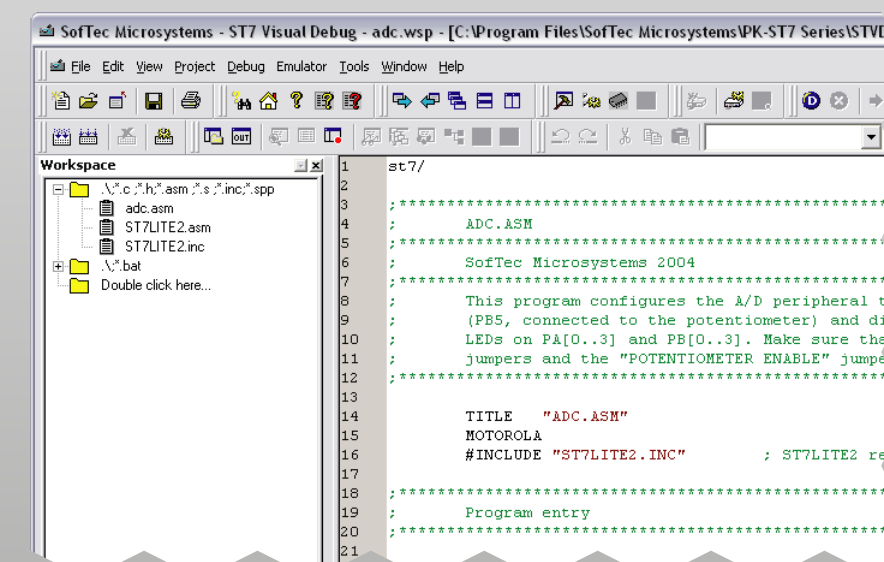 SofTec Microsystems - ST7 Visual Debug - adc.wsp - [C:\Program Files\SofTec Microsystems\PK-ST7 Series\STVD
File Edit View Project Debug Emulator Tools Window Help
OUT
Workspace
.\;*.c ;*.h;*.asm ;*.s ;*.inc;*.spp
adc.asm
ST7LITE2.asm
ST7LITE2.inc
.\;*.bat
Double click here...
1 st7/
2
3 ;**************************************************
4 ; ADC.ASM
5 ;**************************************************
6 ; SofTec Microsystems 2004
7 ;**************************************************
8 ; This program configures the A/D peripheral t
9 ; (PB5, connected to the potentiometer) and di
10 ; LEDs on PA[0..3] and PB[0..3]. Make sure tha
11 ; jumpers and the "POTENTIOMETER ENABLE" jumpe
12 ;**************************************************
13
14 TITLE "ADC.ASM"
15 MOTOROLA
16 #INCLUDE "ST7LITE2.INC" ; ST7LITE2 re
17
18 ;**************************************************
19 ; Program entry
20 ;**************************************************
21